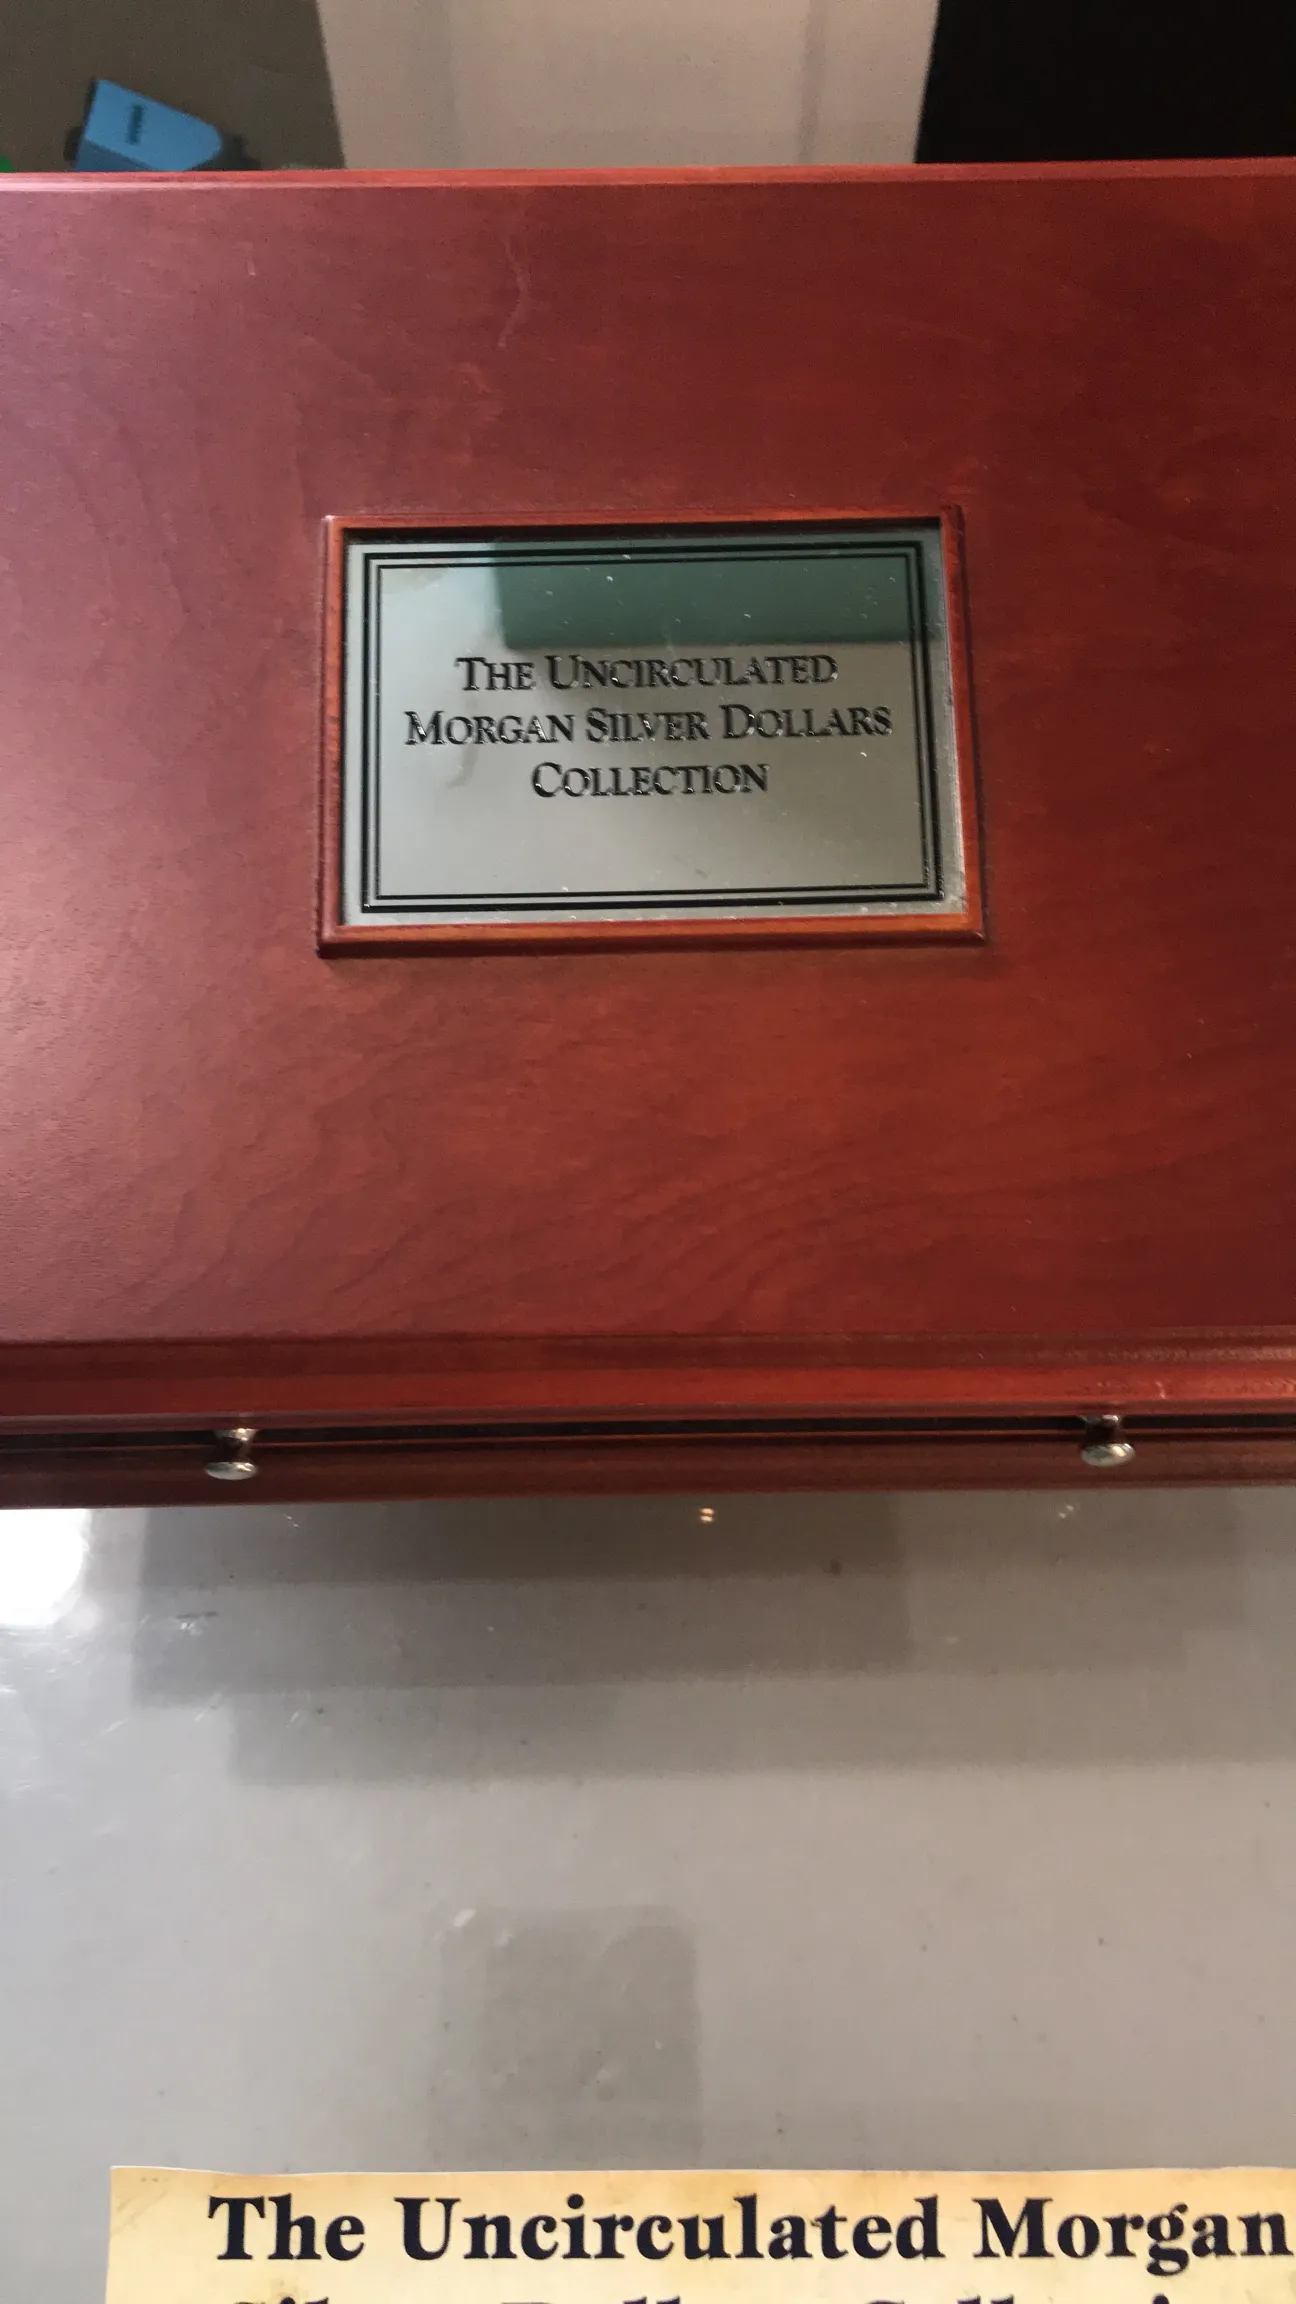 THE UNCIRCULATED
MORGAN SILVER DOLLARS
COLLECTION
The Uncirculated Morgan